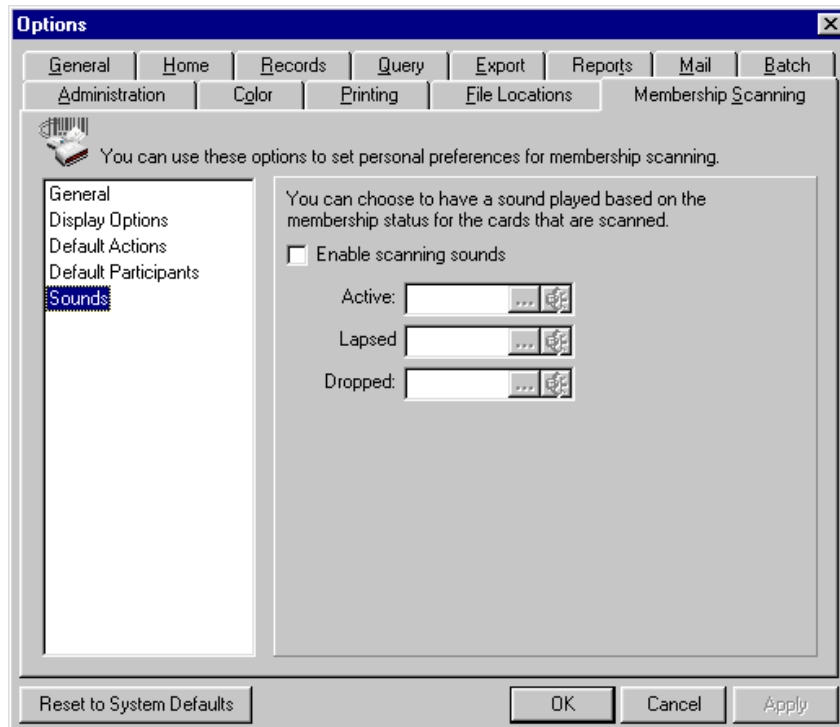 Options
General Home Records Query Export Reports Mail Batch
Administration Color Printing File Locations Membership Scanning
You can use these options to set personal preferences for membership scanning.
General
Display Options
Default Actions
Default Participants
Sounds
You can choose to have a sound played based on the
membership status for the cards that are scanned.
Enable scanning sounds
Active: ...
Lapsed ...
Dropped: ...
Reset to System Defaults OK Cancel Apply